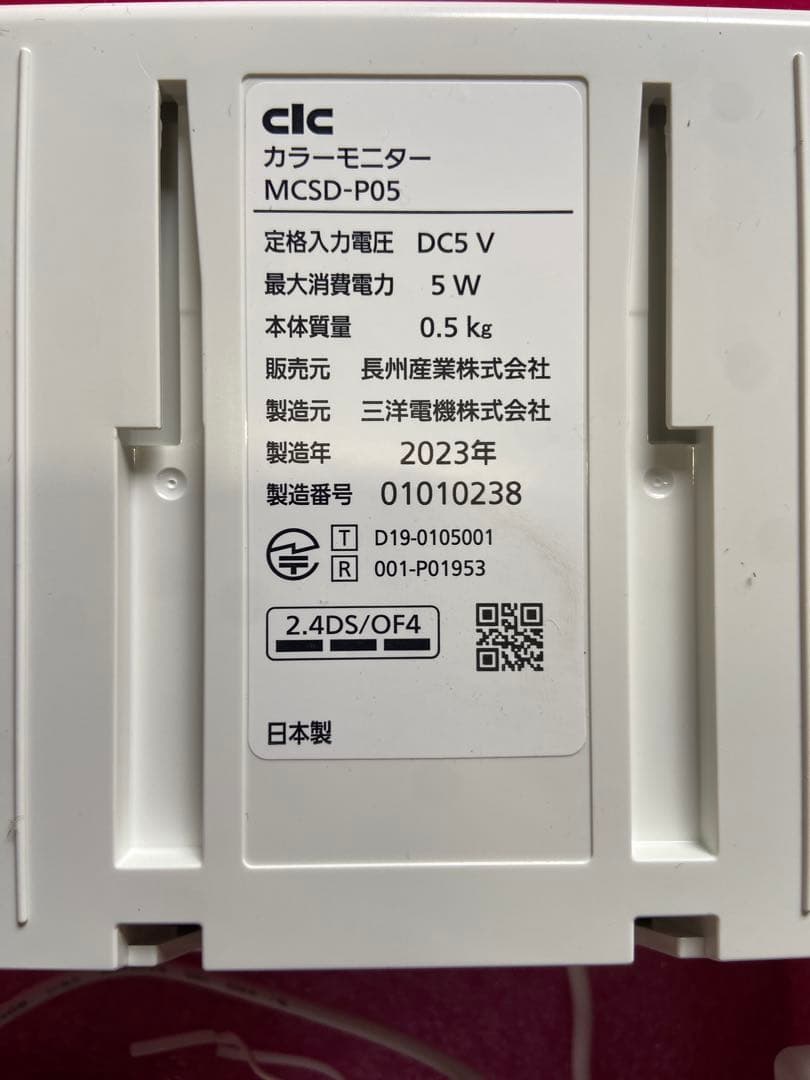 CIC
カラーモニター
MCSD-P05
定格入力電圧 DC5 V
最大消費電力 5 W
本体質量 0.5 kg
販売元 長州産業株式会社
製造元 三洋電機株式会社
製造年 2023年
製造番号 01010238
T D19-0105001
R 001-P01953
2.4DS/OF4
日本製